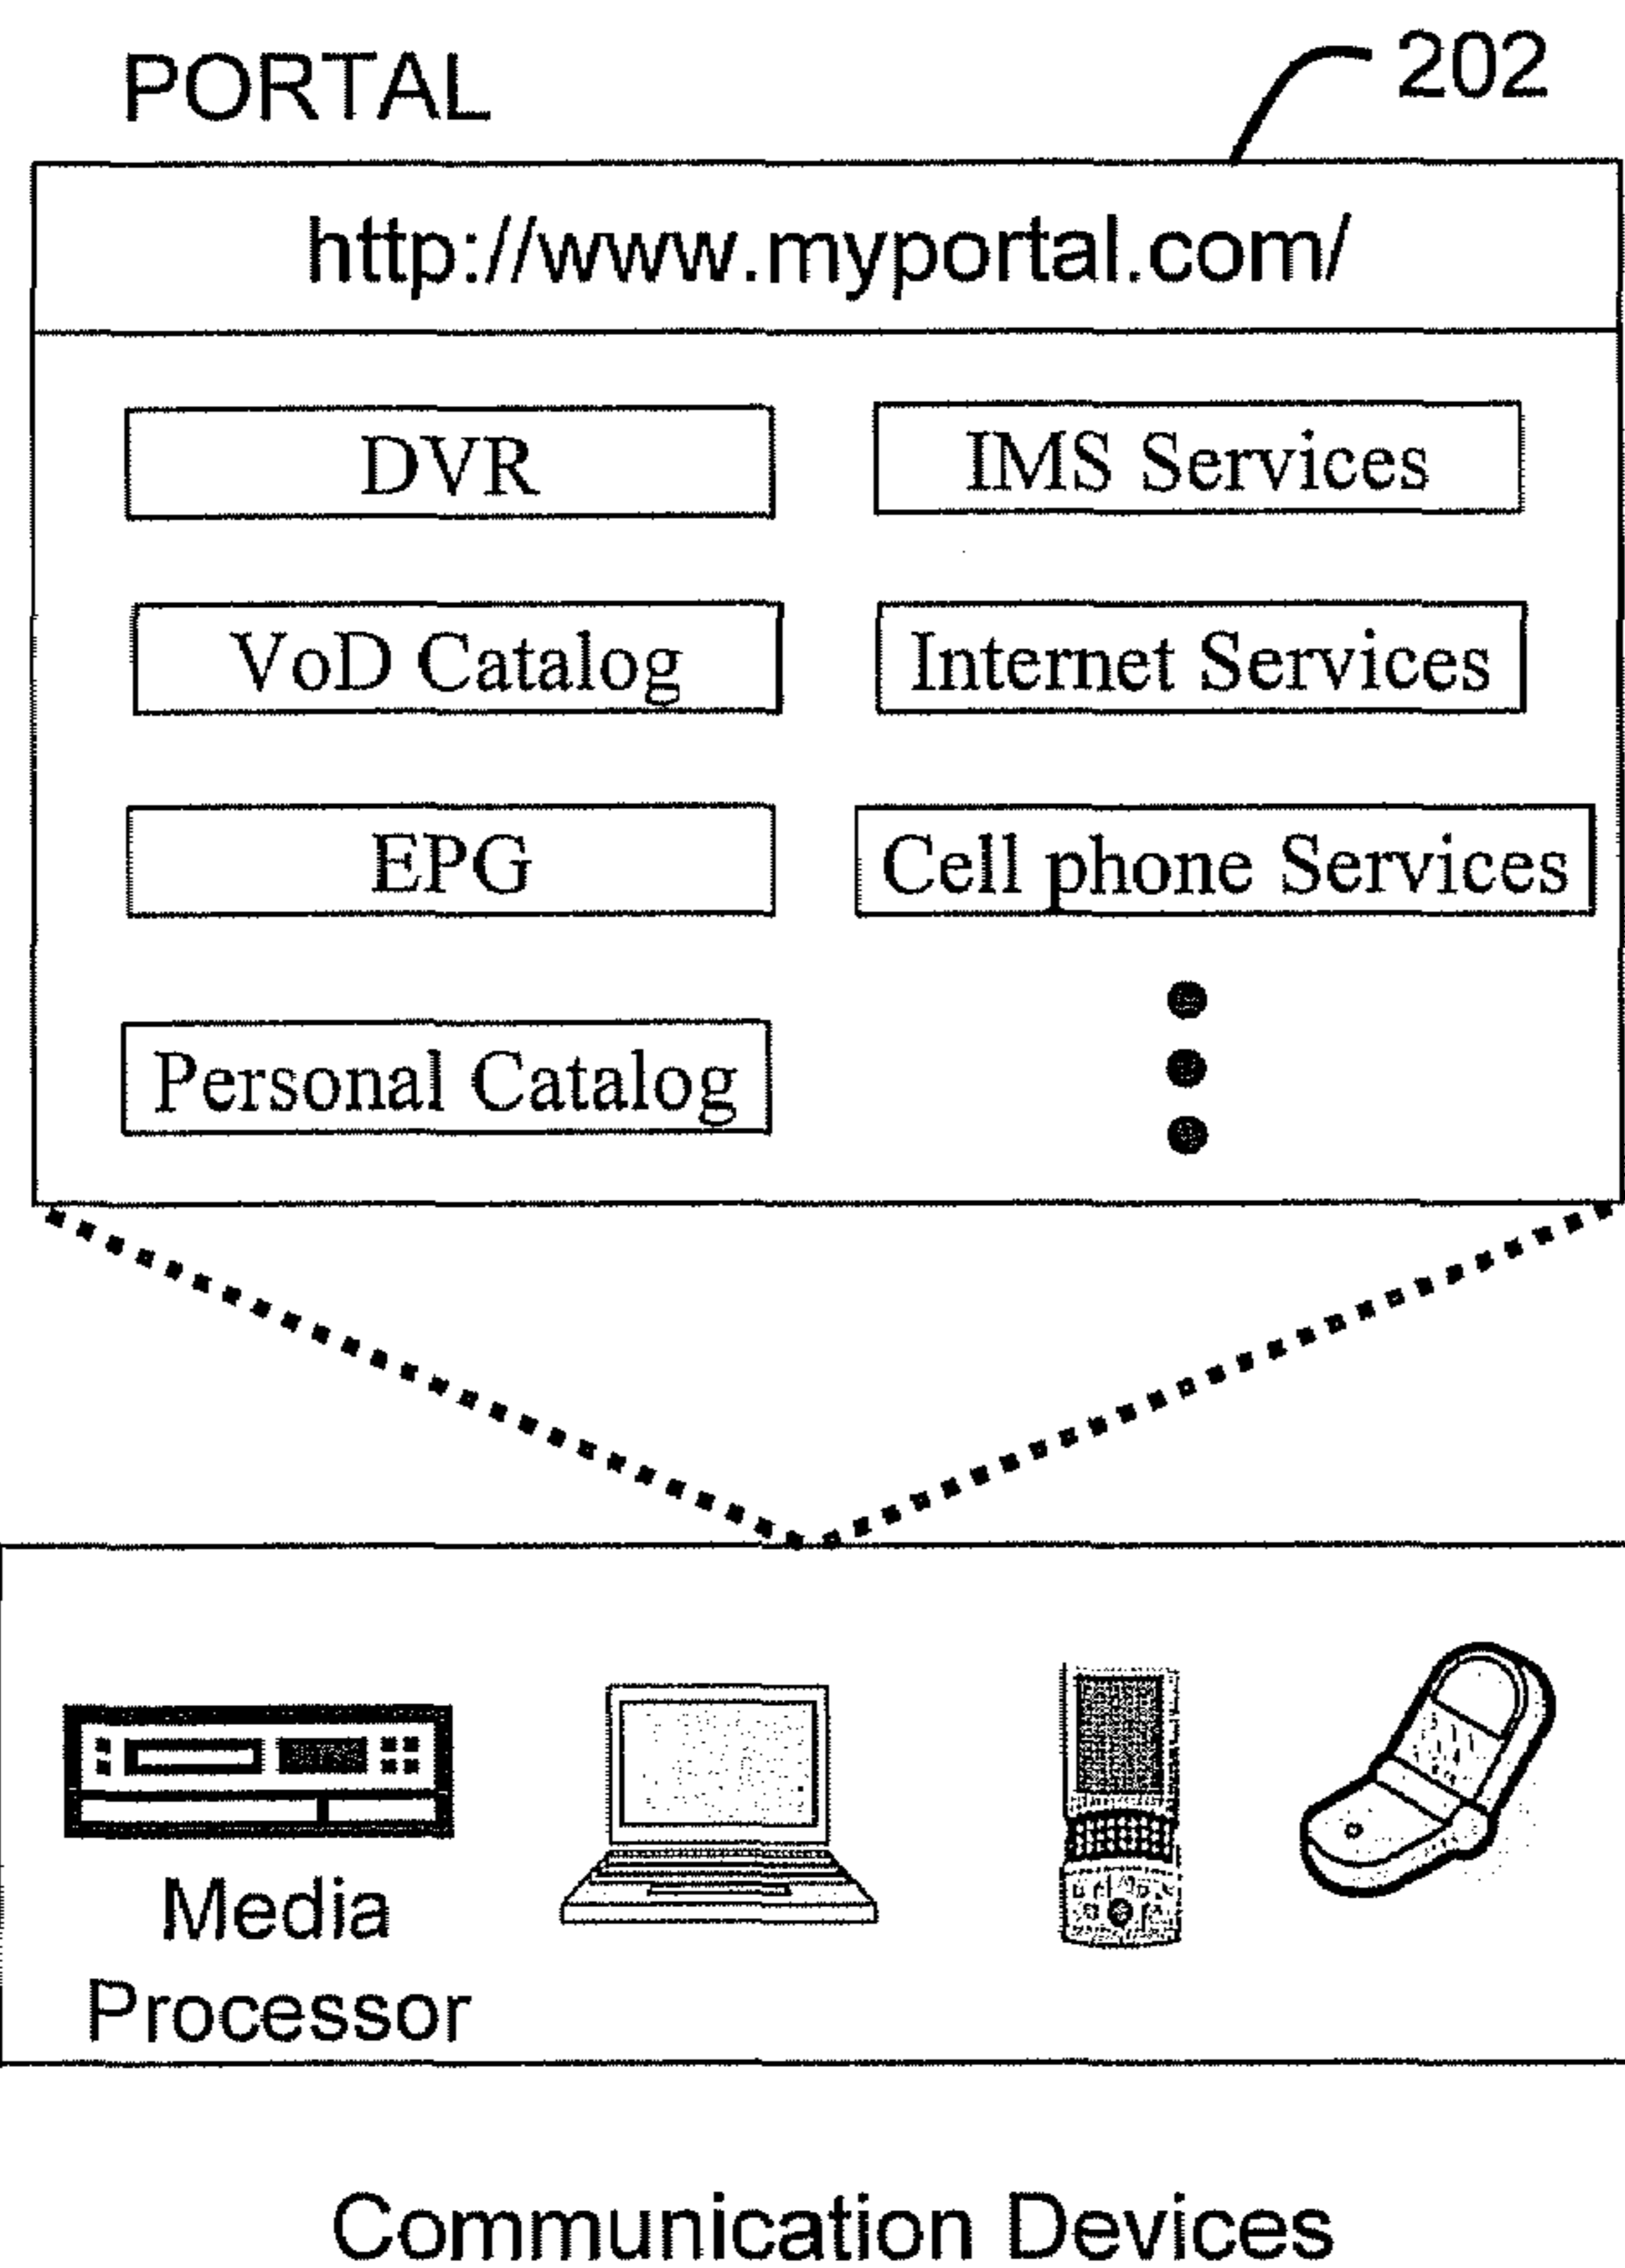 PORTAL
202
http://www.myportal.com/
DVR
IMS Services
VoD Catalog
Internet Services
EPG
Cell phone Services
Personal Catalog
Media
Processor
Communication Devices